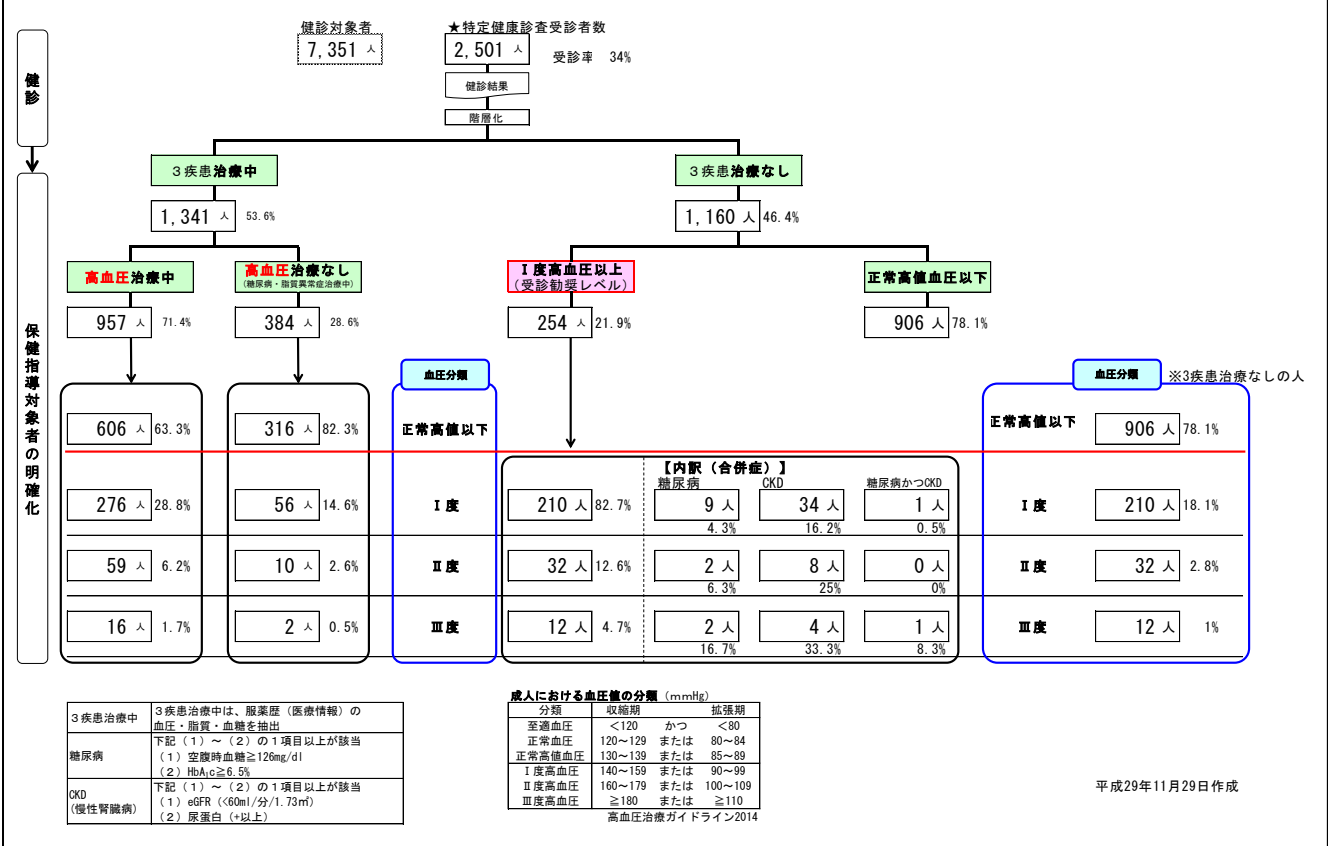 健診対象者 ★特定健康診査受診者数
7,351 人 2,501 人 受診率 34%
健診
健診結果
階層化
3疾患治療中 3疾患治療なし
1,341 人 53.6% 1,160 人 46.4%
高血圧治療中 高血圧治療なし Ⅰ度高血圧以上 正常高値血圧以下
(糖尿病・脂質異常症治療中) (受診勧奨レベル)
957 人 71.4% 384 人 28.6% 254 人 21.9% 906 人 78.1%
保健指導対象者の明確化
血圧分類 血圧分類 ※3疾患治療なしの人
606 人 63.3% 316 人 82.3% 正常高値以下 正常高値以下 906 人 78.1%
【内訳(合併症)】
糖尿病 CKD 糖尿病かつCKD
276 人 28.8% 56 人 14.6% Ⅰ度 210 人 82.7% 9 人 34 人 1 人 Ⅰ度 210 人 18.1%
4.3% 16.2% 0.5%
59 人 6.2% 10 人 2.6% Ⅱ度 32 人 12.6% 2 人 8 人 0 人 Ⅱ度 32 人 2.8%
6.3% 25% 0%
16 人 1.7% 2 人 0.5% Ⅲ度 12 人 4.7% 2 人 4 人 1 人 Ⅲ度 12 人 1%
16.7% 33.3% 8.3%
3疾患治療中 3疾患治療中は、服薬歴(医療情報)の
血圧・脂質・血糖を抽出
糖尿病 下記(1)~(2)の1項目以上が該当
(1)空腹時血糖≧126mg/dl
(2)HbA₁c≧6.5%
CKD
(慢性腎臓病) 下記(1)~(2)の1項目以上が該当
(1)eGFR(<60ml/分/1.73㎡)
(2)尿蛋白(+以上)
成人における血圧値の分類(mmHg)
分類 収縮期 拡張期
至適血圧 <120 かつ <80
正常血圧 120~129 または 80~84
正常高値血圧 130~139 または 85~89
Ⅰ度高血圧 140~159 または 90~99
Ⅱ度高血圧 160~179 または 100~109
Ⅲ度高血圧 ≧180 または ≧110
高血圧治療ガイドライン2014
平成29年11月29日作成